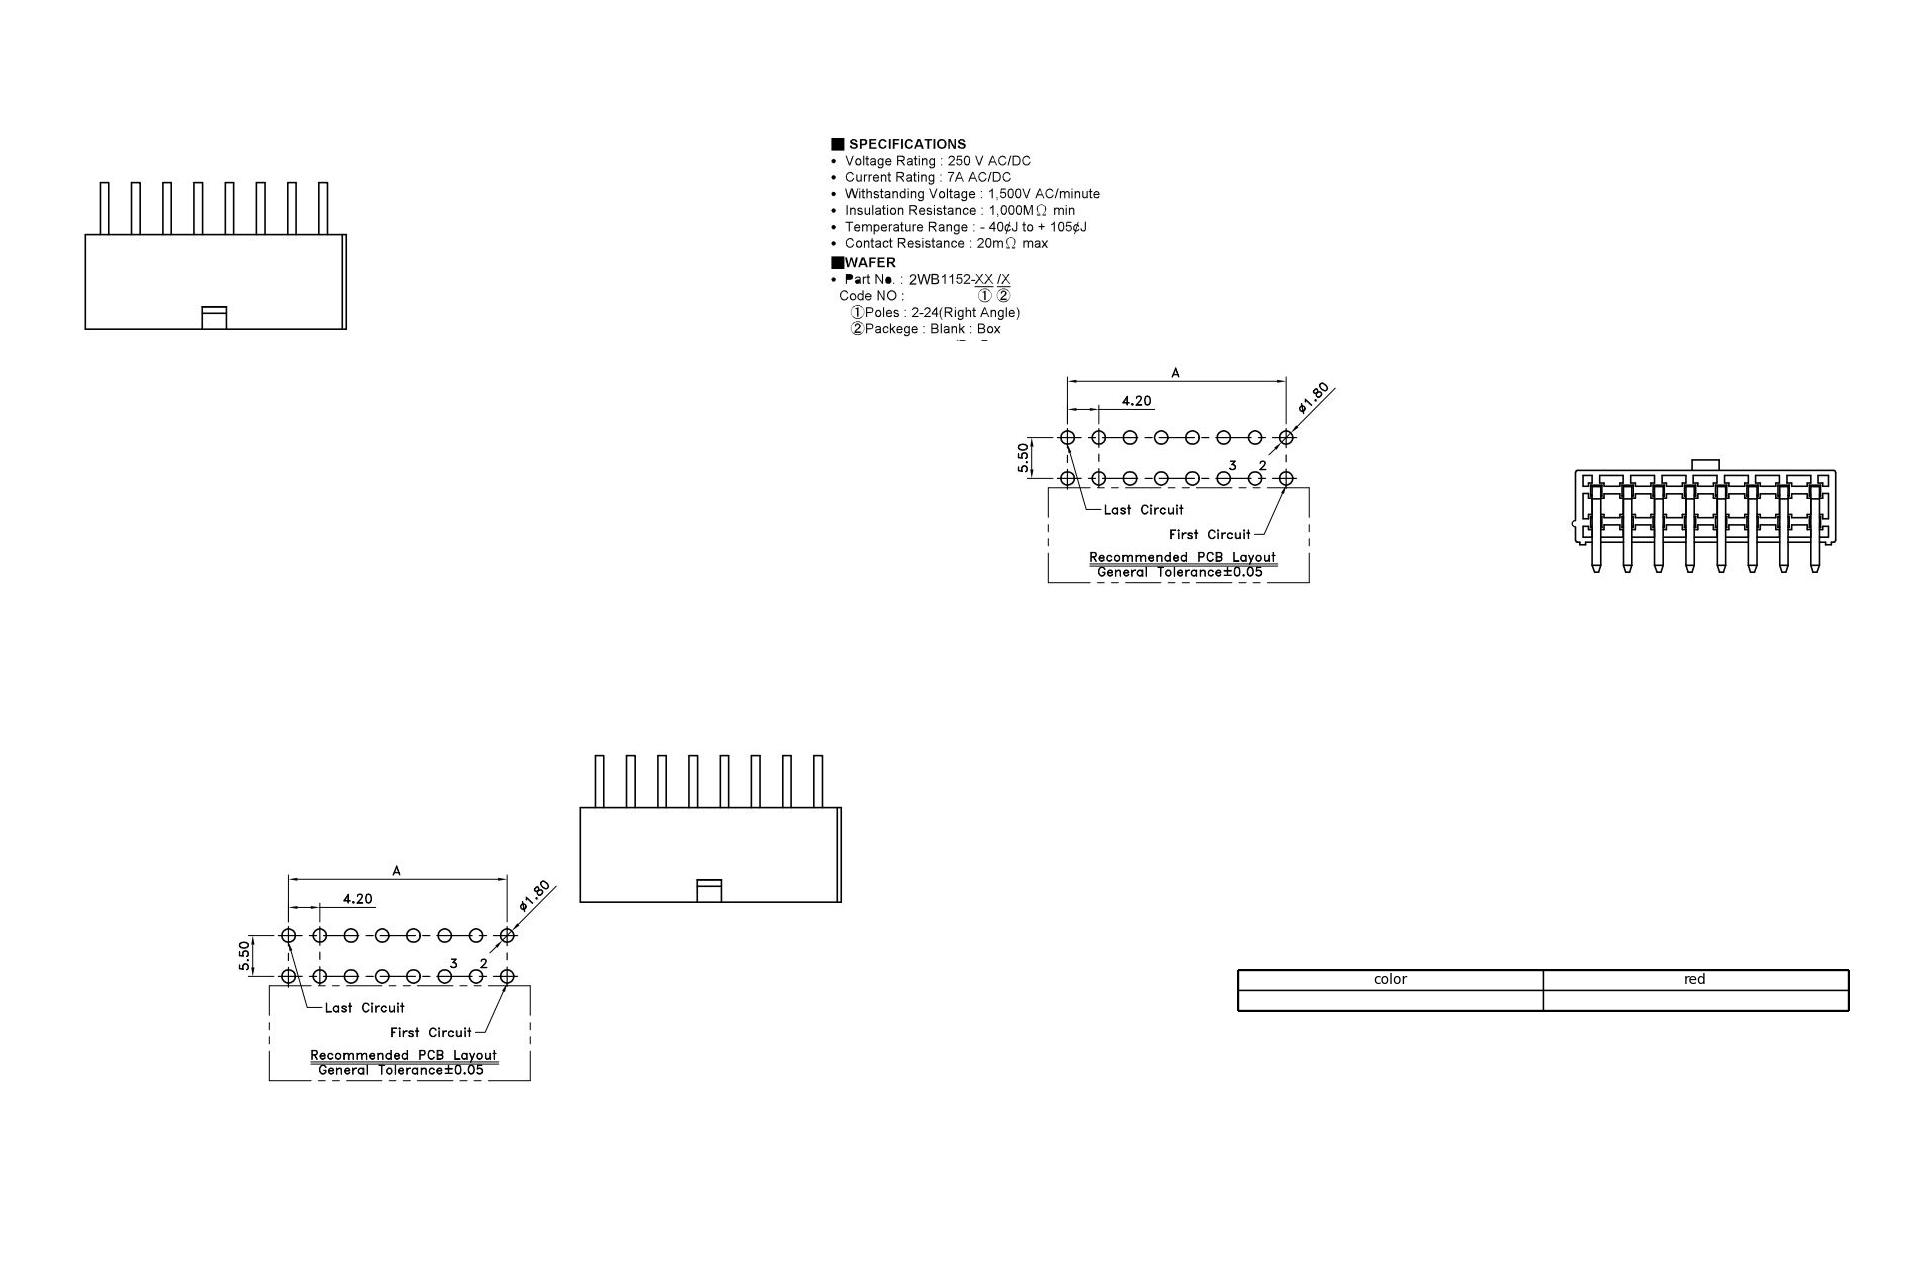 ■ SPECIFICATIONS
• Voltage Rating : 250 V AC/DC
• Current Rating : 7A AC/DC
• Withstanding Voltage : 1,500V AC/minute
• Insulation Resistance : 1,000MΩ min
• Temperature Range : - 40¢J to + 105¢J
• Contact Resistance : 20mΩ max
■WAFER
• Part No. : 2WB1152-XX /X
Code NO : ① ②
①Poles : 2-24(Right Angle)
②Packege : Blank : Box
A
4.20
ø1.80
5.50
3 2
Last Circuit
First Circuit
Recommended PCB Layout
General Tolerance±0.05
A
4.20
ø1.80
5.50
3 2
Last Circuit
First Circuit
Recommended PCB Layout
General Tolerance±0.05
color red